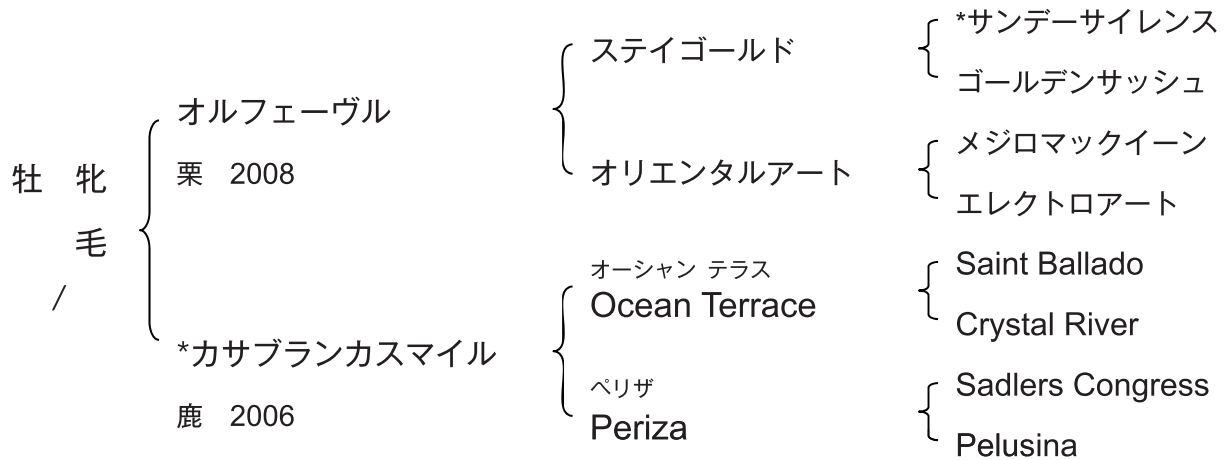 牡 牝
毛
/
オルフェーヴル
栗 2008
*カサブランカスマイル
鹿 2006
ステイゴールド
オリエンタルアート
オーシャン テラス
Ocean Terrace
ペリザ
Periza
*サンデーサイレンス
ゴールデンサッシュ
メジロマックイーン
エレクトロアート
Saint Ballado
Crystal River
Sadlers Congress
Pelusina